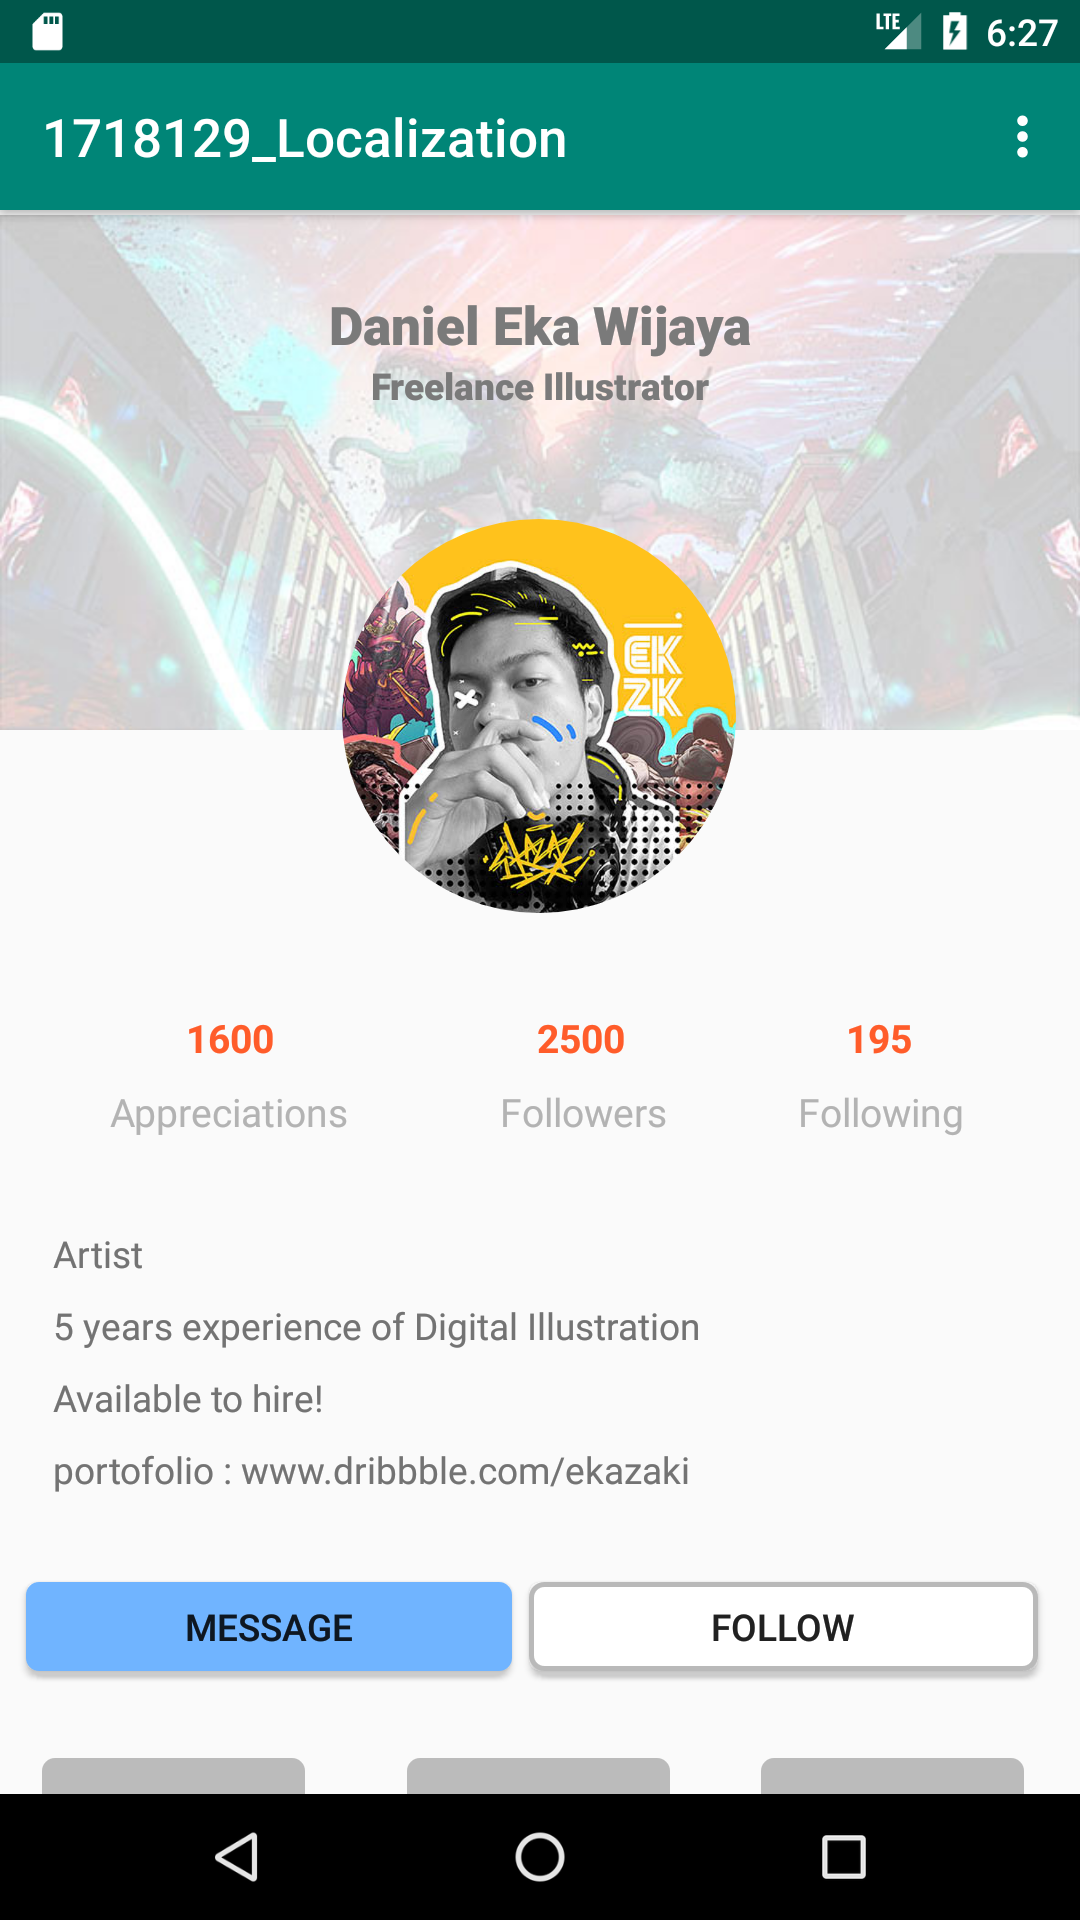 LTE 6:27
1718129_Localization
Daniel Eka Wijaya
Freelance Illustrator
EK
ZK
1600 2500 195
Appreciations Followers Following
Artist
5 years experience of Digital Illustration
Available to hire!
portofolio : www.dribbble.com/ekazaki
MESSAGE FOLLOW